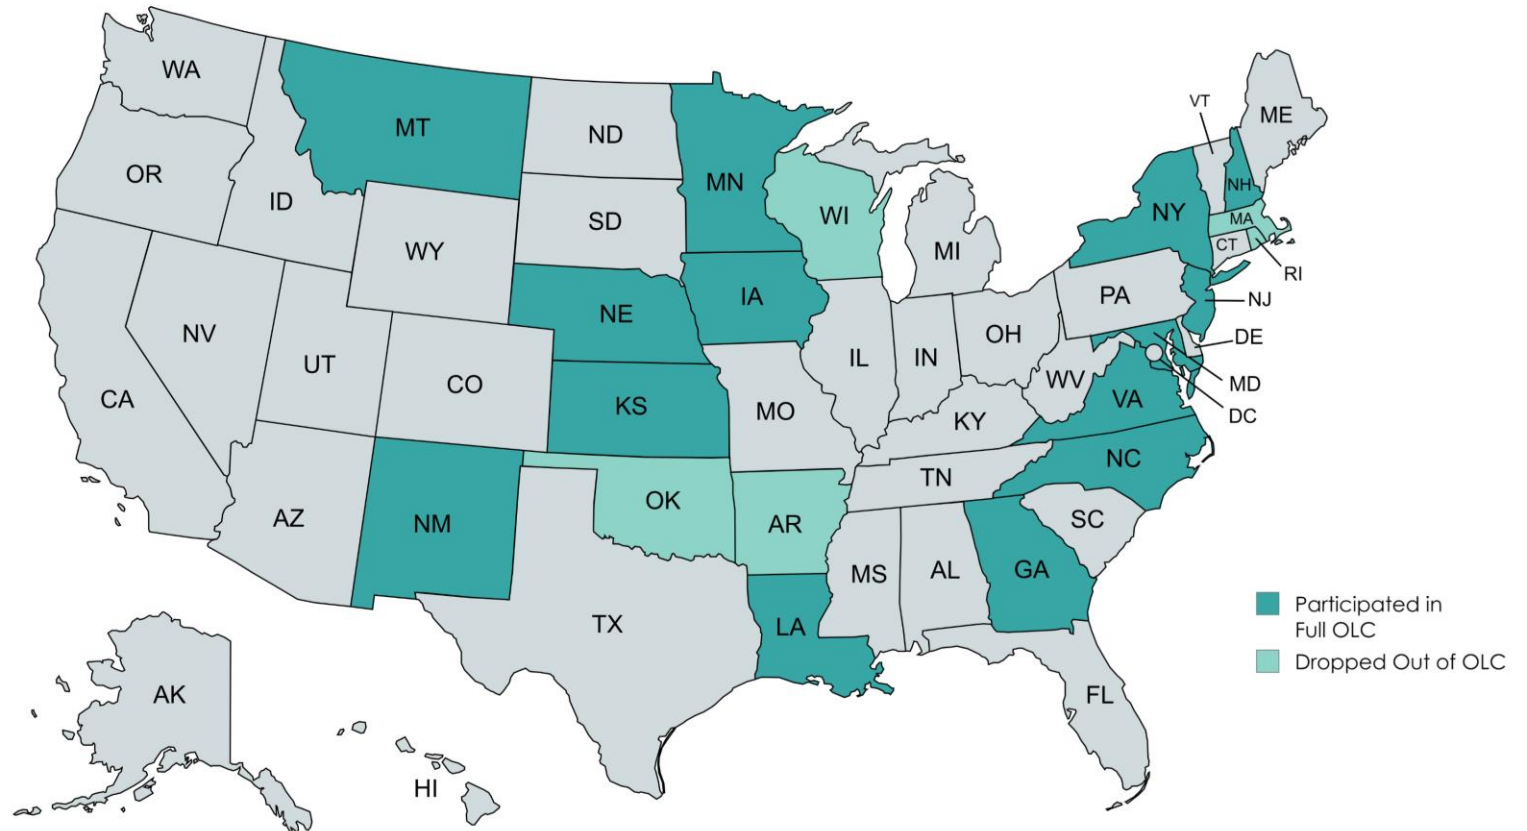 WA
MT
ND
MN
OR
ID
WY
SD
WI
MI
VT
ME
NH
NY
MA
CT
RI
NV
UT
CO
NE
IA
IL
IN
OH
PA
NJ
DE
MD
DC
CA
KS
MO
KY
WV
VA
AZ
NM
OK
AR
TN
NC
SC
TX
LA
MS
AL
GA
FL
AK
HI
Participated in
Full OLC
Dropped Out of OLC